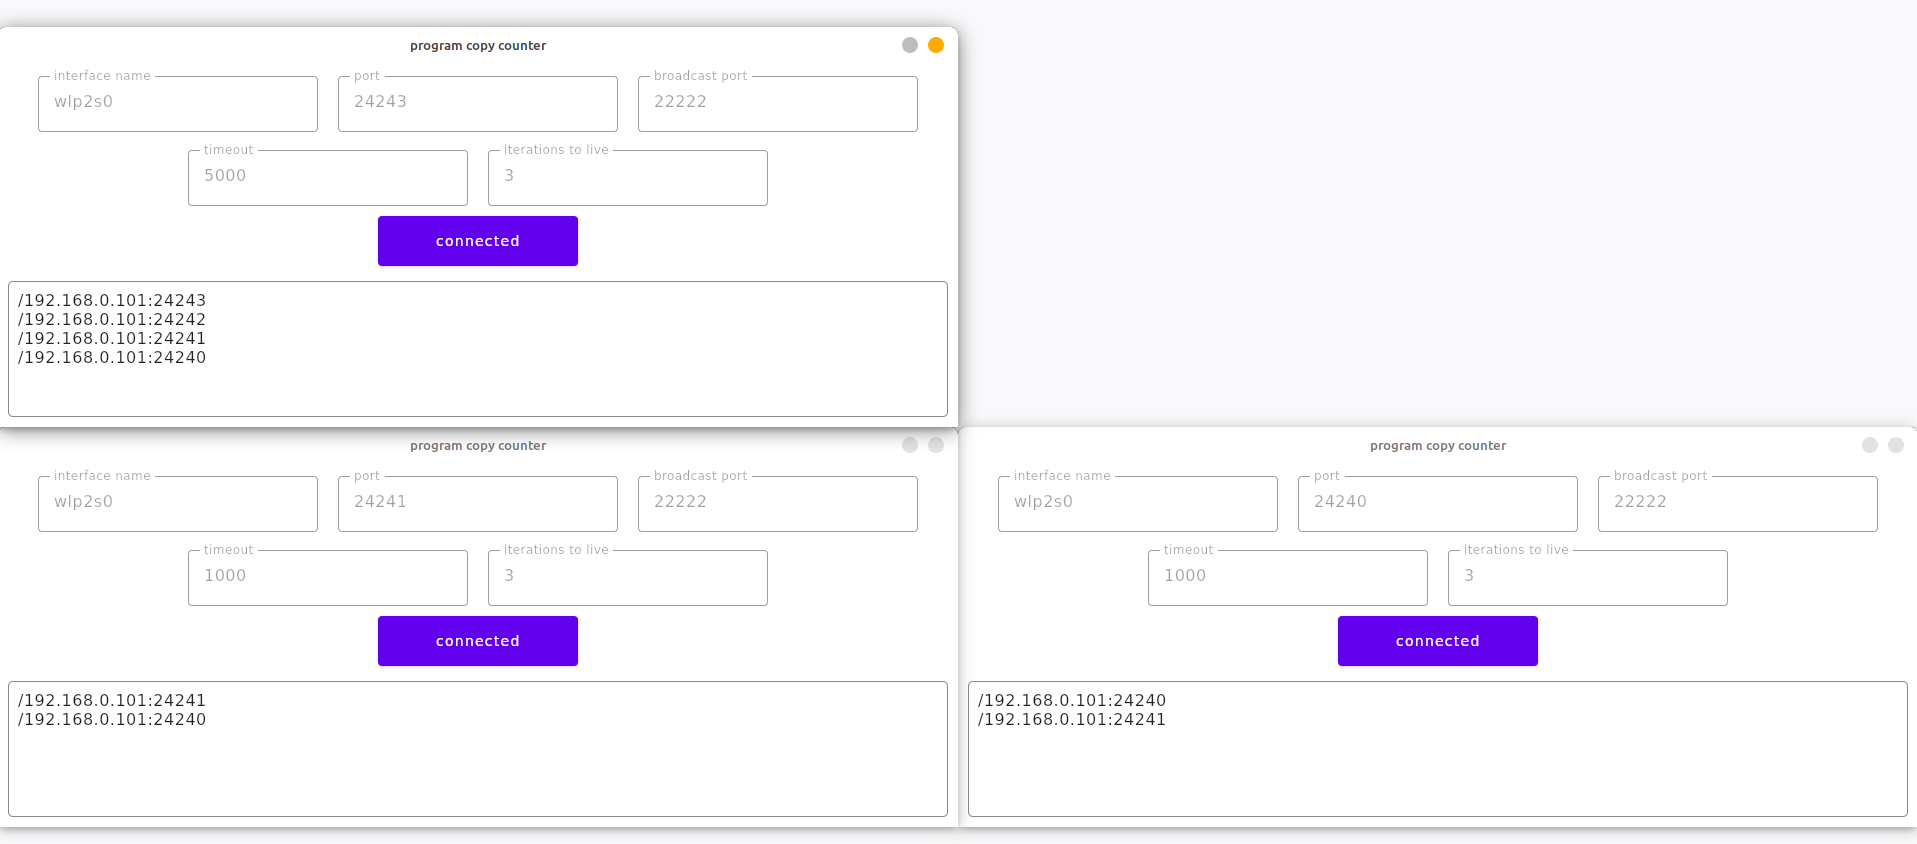 program copy counter
interface name port broadcast port
wlp2s0 24243 22222
timeout iterations to live
5000 3
connected
/192.168.0.101:24243
/192.168.0.101:24242
/192.168.0.101:24241
/192.168.0.101:24240
program copy counter
interface name port broadcast port
wlp2s0 24241 22222
timeout iterations to live
1000 3
connected
/192.168.0.101:24241
/192.168.0.101:24240
program copy counter
interface name port broadcast port
wlp2s0 24240 22222
timeout iterations to live
1000 3
connected
/192.168.0.101:24240
/192.168.0.101:24241